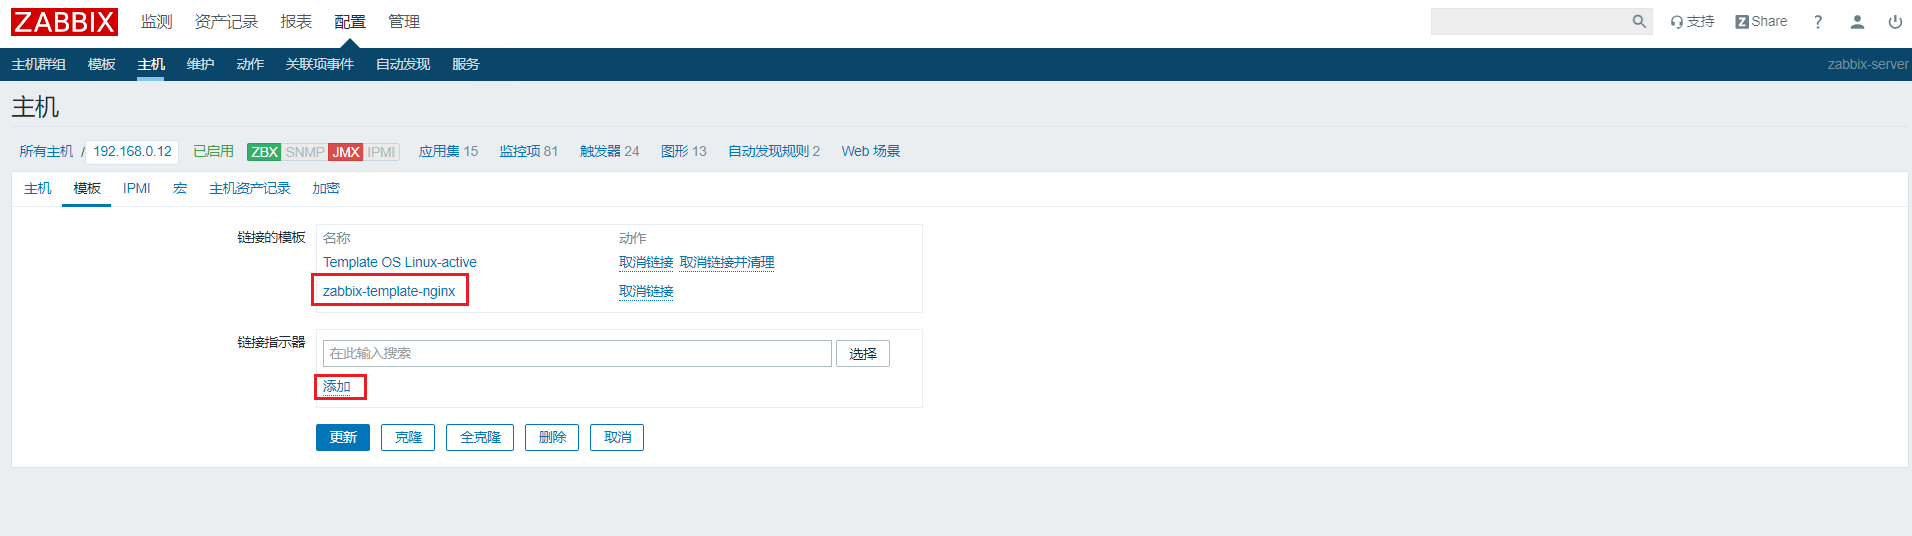 ZABBIX 监测 资产记录 报表 配置 管理 支持 Z Share ?
主机群组 模板 主机 维护 动作 关联项事件 自动发现 服务 zabbix-server
主机
所有主机 / 192.168.0.12 已启用 ZBX SNMP JMX IPMI 应用集 15 监控项 81 触发器 24 图形 13 自动发现规则 2 Web 场景
主机 模板 IPMI 宏 主机资产记录 加密
链接的模板 名称 动作
Template OS Linux-active 取消链接 取消链接并清理
zabbix-template-nginx 取消链接
链接指示器
在此输入搜索 选择
添加
更新 克隆 全克隆 删除 取消